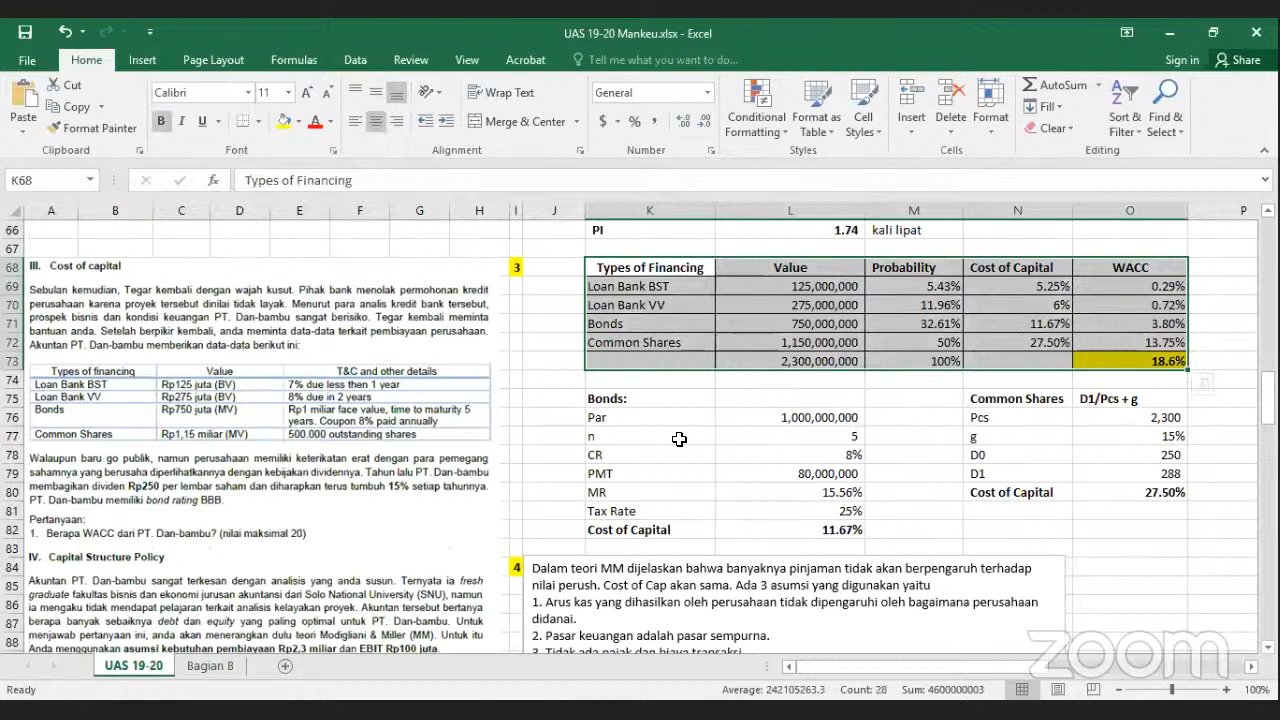 UAS 19-20 Mankeu.xlsx - Excel
File Home Insert Page Layout Formulas Data Review View Acrobat Tell me what you want to do... Sign in Share
Cut
Copy
Format Painter
Paste
Clipboard
Calibri 11
B I U
Font
Wrap Text
Merge & Center
Alignment
General
$ % ,
Number
Conditional Formatting
Format as Table
Cell Styles
Styles
Insert Delete Format
Cells
AutoSum
Fill
Clear
Sort & Filter
Find & Select
Editing
K68 fx Types of Financing
A B C D E F G H I J K L M N O P
66 PI 1.74 kali lipat
67
68 III. Cost of capital
3 Types of Financing Value Probability Cost of Capital WACC
69 Loan Bank BST 125,000,000 5.43% 5.25% 0.29%
70 Loan Bank VV 275,000,000 11.96% 6% 0.72%
71 Bonds 750,000,000 32.61% 11.67% 3.80%
72 Common Shares 1,150,000,000 50% 27.50% 13.75%
73 2,300,000,000 100% 18.6%
74
75 Bonds: Common Shares D1/Pcs + g
76 Par 1,000,000,000 Pcs 2,300
77 n 5 g 15%
78 CR 8% D0 250
79 PMT 80,000,000 D1 288
80 MR 15.56% Cost of Capital 27.50%
81 Tax Rate 25%
82 Cost of Capital 11.67%
83
84
85
86
87
88
Sebulan kemudian, Tegar kembali dengan wajah kusut. Pihak bank menolak permohonan kredit
perusahaan karena proyek tersebut dinilai tidak layak. Menurut para analis kredit bank tersebut,
prospek bisnis dan kondisi keuangan PT. Dan-bambu sangat berisiko. Tegar kembali meminta
bantuan anda. Setelah berpikir kembali, anda meminta data-data terkait pembiayaan perusahaan.
Akuntan PT. Dan-bambu memberikan data-data berikut ini:
Types of financing Value T&C and other details
Loan Bank BST Rp125 juta (BV) 7% due less then 1 year
Loan Bank VV Rp275 juta (BV) 8% due in 2 years
Bonds Rp750 juta (MV) Rp1 miliar face value, time to maturity 5
years. Coupon 8% paid annually
Common Shares Rp1,15 miliar (MV) 500.000 outstanding shares
Walaupun baru go publik, namun perusahaan memiliki keterikatan erat dengan para pemegang
sahamnya yang berusaha diperlihatkannya dengan kebijakan dividennya. Tahun lalu PT. Dan-bambu
membagikan dividen Rp250 per lembar saham dan diharapkan terus tumbuh 15% setiap tahunnya.
PT. Dan-bambu memiliki bond rating BBB.
Pertanyaan:
1. Berapa WACC dari PT. Dan-bambu? (nilai maksimal 20)
IV. Capital Structure Policy
Akuntan PT. Dan-bambu sangat terkesan dengan analisis yang anda susun. Ternyata ia fresh
graduate fakultas bisnis dan ekonomi jurusan akuntansi dari Solo National University (SNU), namun
ia mengaku tidak mendapat pelajaran terkait analisis kelayakan proyek. Akuntan tersebut bertanya
berapa banyak sebaiknya debt dan equity yang paling optimal untuk PT. Dan-bambu. Untuk
menjawab pertanyaan ini, anda akan menerangkan dulu teori Modigliani & Miller (MM). Untuk itu
Anda menggunakan asumsi kebutuhan pembiayaan Rp2,3 miliar dan EBIT Rp100 juta.
4 Dalam teori MM dijelaskan bahwa banyaknya pinjaman tidak akan berpengaruh terhadap
nilai perush. Cost of Cap akan sama. Ada 3 asumsi yang digunakan yaitu
1. Arus kas yang dihasilkan oleh perusahaan tidak dipengaruhi oleh bagaimana perusahaan
didanai.
2. Pasar keuangan adalah pasar sempurna.
3. Tidak ada pajak dan biaya transaksi.
zoom
UAS 19-20 Bagian B
Ready Average: 242105263.3 Count: 28 Sum: 4600000003 100%